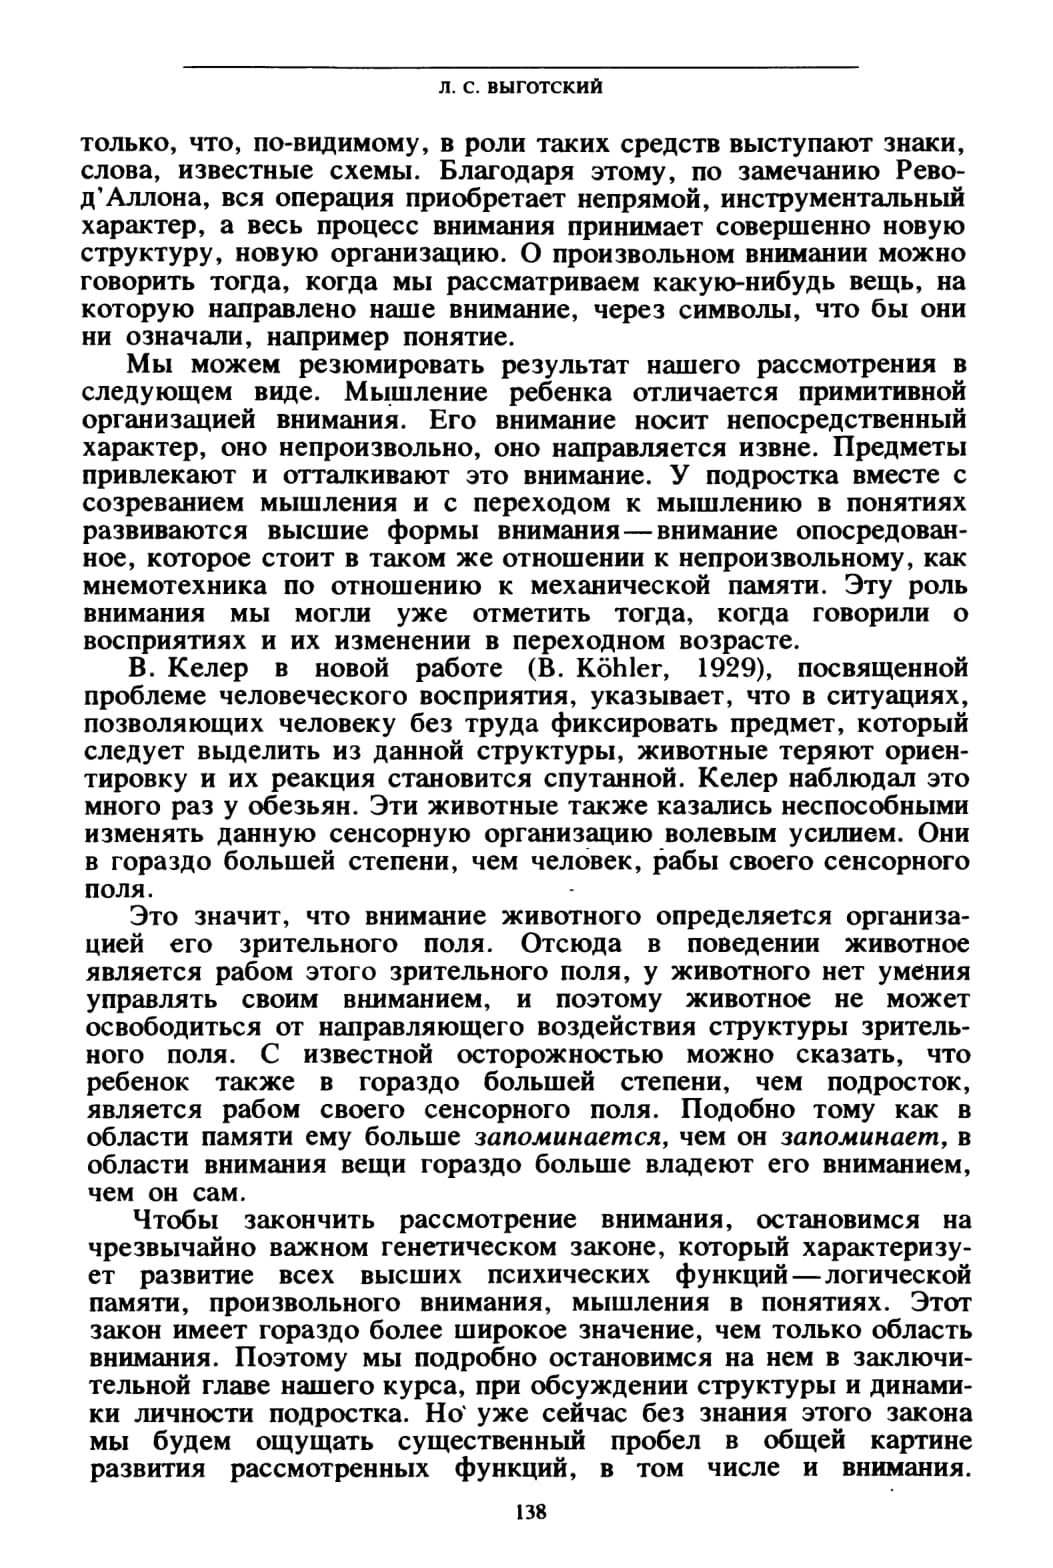 Л. С. ВЫГОТСКИЙ
только, что, по-видимому, в роли таких средств выступают знаки,
слова, известные схемы. Благодаря этому, по замечанию Рево-
д'Аллона, вся операция приобретает непрямой, инструментальный
характер, а весь процесс внимания принимает совершенно новую
структуру, новую организацию. О произвольном внимании можно
говорить тогда, когда мы рассматриваем какую-нибудь вещь, на
которую направлено наше внимание, через символы, что бы они
ни означали, например понятие.
Мы можем резюмировать результат нашего рассмотрения в
следующем виде. Мышление ребенка отличается примитивной
организацией внимания. Его внимание носит непосредственный
характер, оно непроизвольно, оно направляется извне. Предметы
привлекают и отталкивают это внимание. У подростка вместе с
созреванием мышления и с переходом к мышлению в понятиях
развиваются высшие формы внимания—внимание опосредован-
ное, которое стоит в таком же отношении к непроизвольному, как
мнемотехника по отношению к механической памяти. Эту роль
внимания мы могли уже отметить тогда, когда говорили о
восприятиях и их изменении в переходном возрасте.
В. Келер в новой работе (B. Köhler, 1929), посвященной
проблеме человеческого восприятия, указывает, что в ситуациях,
позволяющих человеку без труда фиксировать предмет, который
следует выделить из данной структуры, животные теряют ориен-
тировку и их реакция становится спутанной. Келер наблюдал это
много раз у обезьян. Эти животные также казались неспособными
изменять данную сенсорную организацию волевым усилием. Они
в гораздо большей степени, чем человек, рабы своего сенсорного
поля.
Это значит, что внимание животного определяется организа-
цией его зрительного поля. Отсюда в поведении животное
является рабом этого зрительного поля, у животного нет умения
управлять своим вниманием, и поэтому животное не может
освободиться от направляющего воздействия структуры зритель-
ного поля. С известной осторожностью можно сказать, что
ребенок также в гораздо большей степени, чем подросток,
является рабом своего сенсорного поля. Подобно тому как в
области памяти ему больше запоминается, чем он запоминает, в
области внимания вещи гораздо больше владеют его вниманием,
чем он сам.
Чтобы закончить рассмотрение внимания, остановимся на
чрезвычайно важном генетическом законе, который характеризу-
ет развитие всех высших психических функций—логической
памяти, произвольного внимания, мышления в понятиях. Этот
закон имеет гораздо более широкое значение, чем только область
внимания. Поэтому мы подробно остановимся на нем в заключи-
тельной главе нашего курса, при обсуждении структуры и динами-
ки личности подростка. Но уже сейчас без знания этого закона
мы будем ощущать существенный пробел в общей картине
развития рассмотренных функций, в том числе и внимания.
138